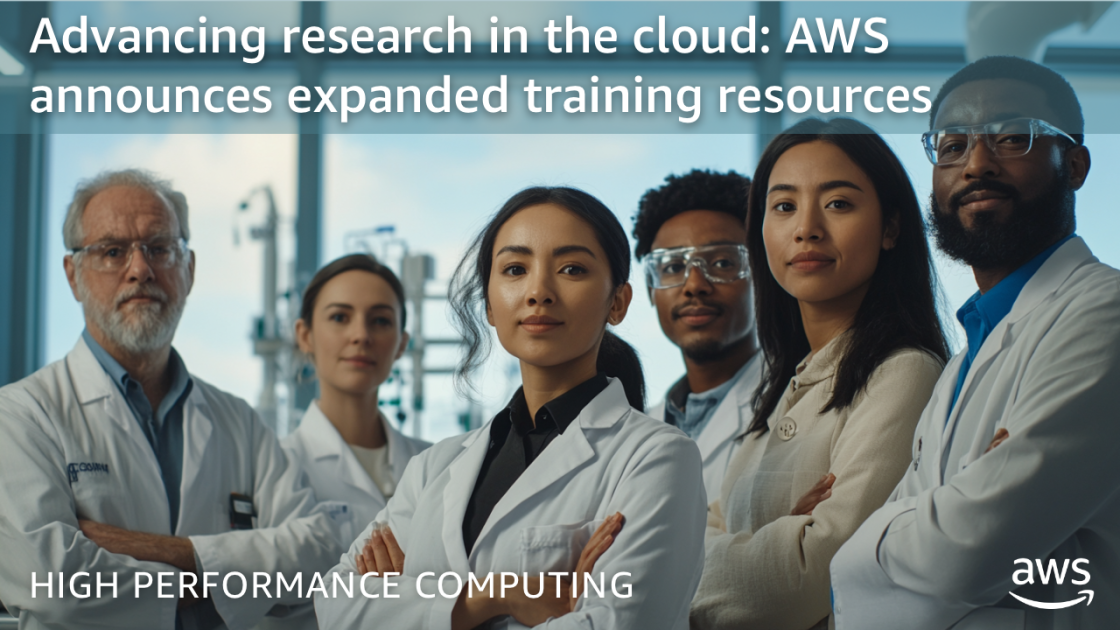 Advancing research in the cloud: AWS
announces expanded training resources
HIGH PERFORMANCE COMPUTING
aws